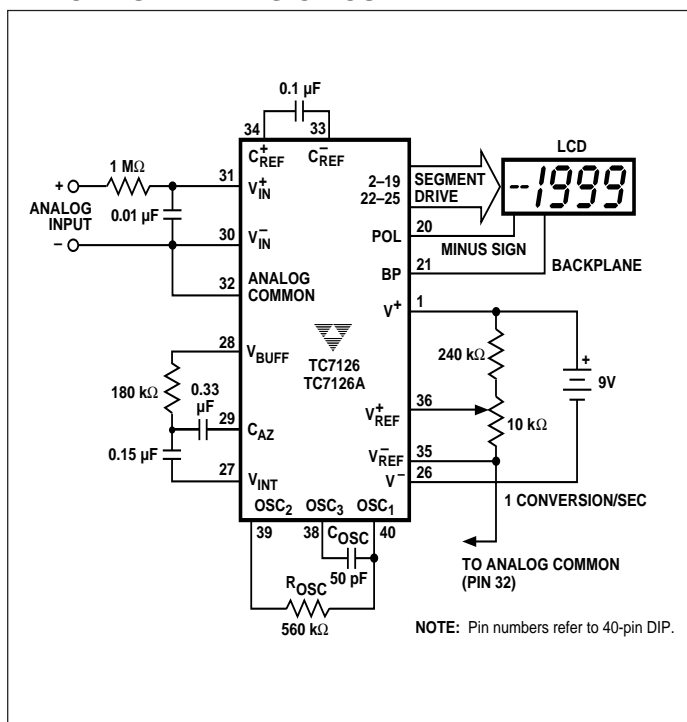 0.1 µF
34
33
C+REF
C–REF
1 MΩ
+
ANALOG
INPUT
–
0.01 µF
31
V+IN
30
V–IN
32
ANALOG
COMMON
28
VBUFF
180 kΩ
0.33
µF
29
CAZ
0.15 µF
27
VINT
TC7126
TC7126A
2–19
22–25
SEGMENT
DRIVE
LCD
-1999
POL
20
MINUS SIGN
BP
21
BACKPLANE
V+
1
240 kΩ
+
9V
36
V+REF
10 kΩ
35
V–REF
26
V–
1 CONVERSION/SEC
OSC2
OSC3
OSC1
39
38
COSC
40
50 pF
ROSC
560 kΩ
TO ANALOG COMMON
(PIN 32)
NOTE: Pin numbers refer to 40-pin DIP.